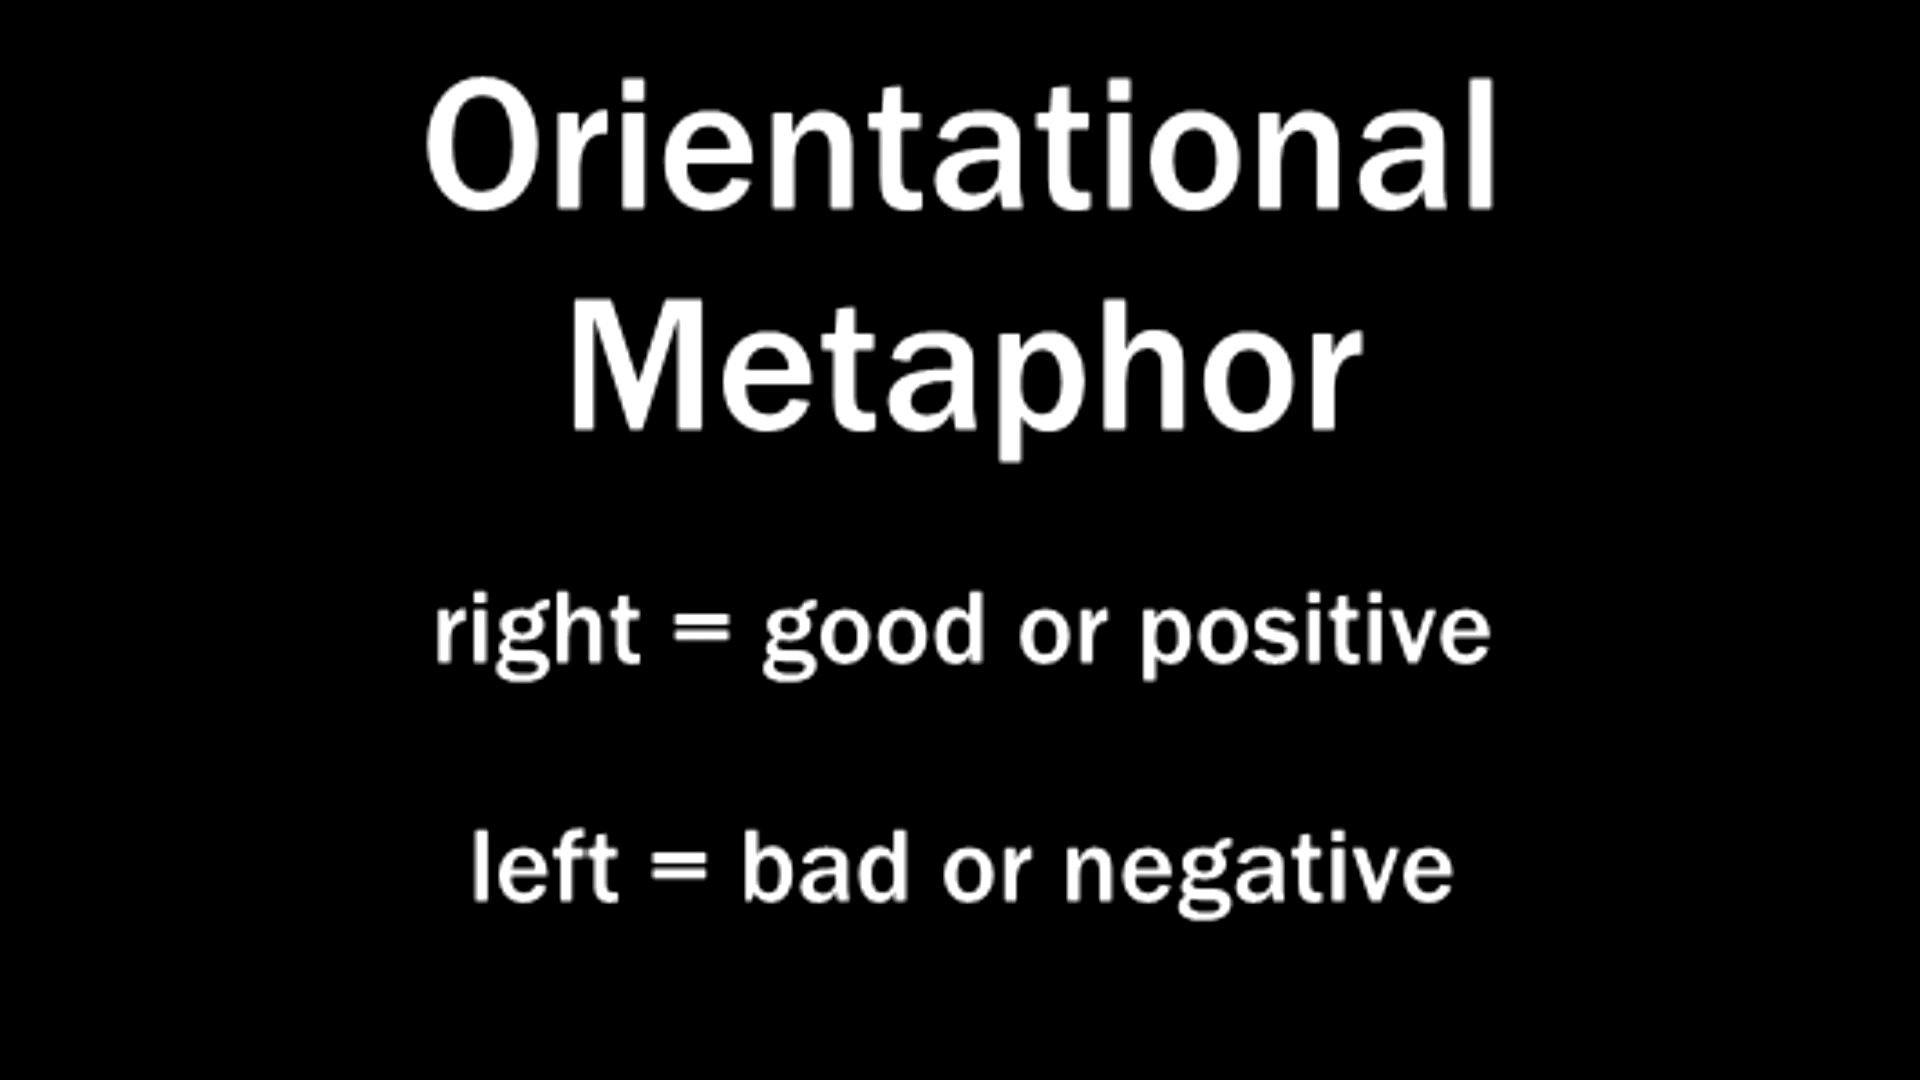 Orientational
Metaphor
right = good or positive
left = bad or negative